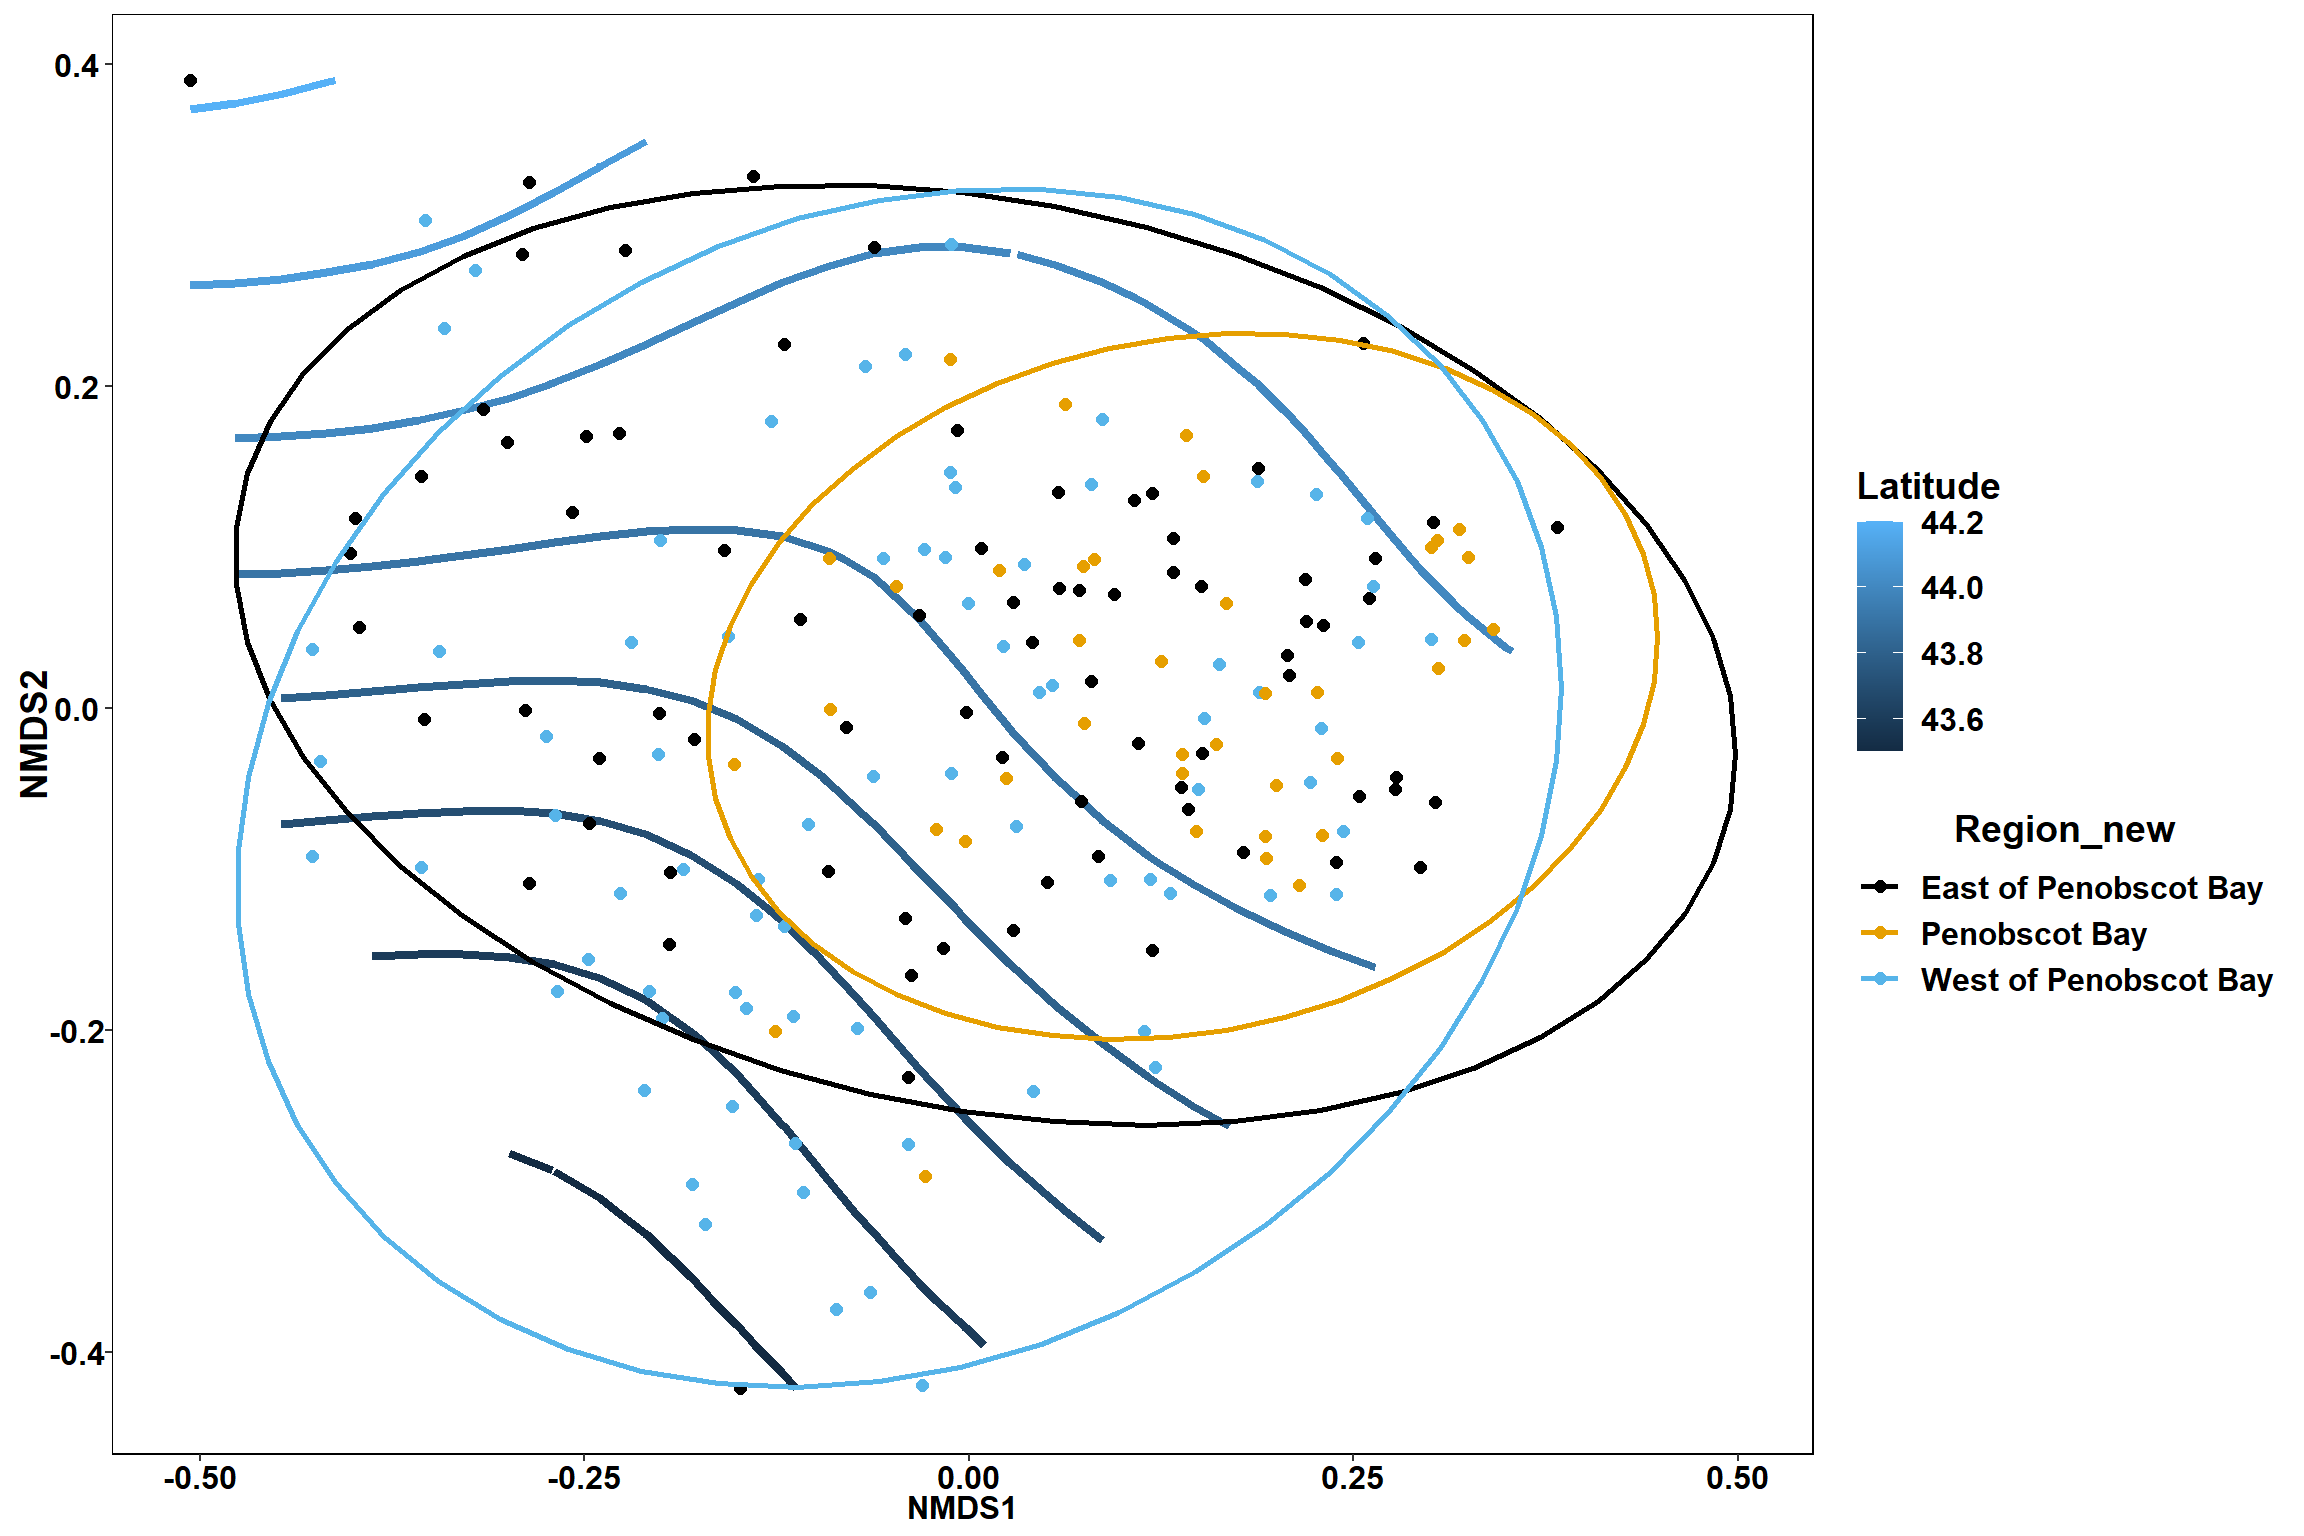 0.4
0.2
0.0
-0.2
-0.4
NMDS2
-0.50
-0.25
0.00
0.25
0.50
NMDS1
Latitude
44.2
44.0
43.8
43.6
Region_new
East of Penobscot Bay
Penobscot Bay
West of Penobscot Bay